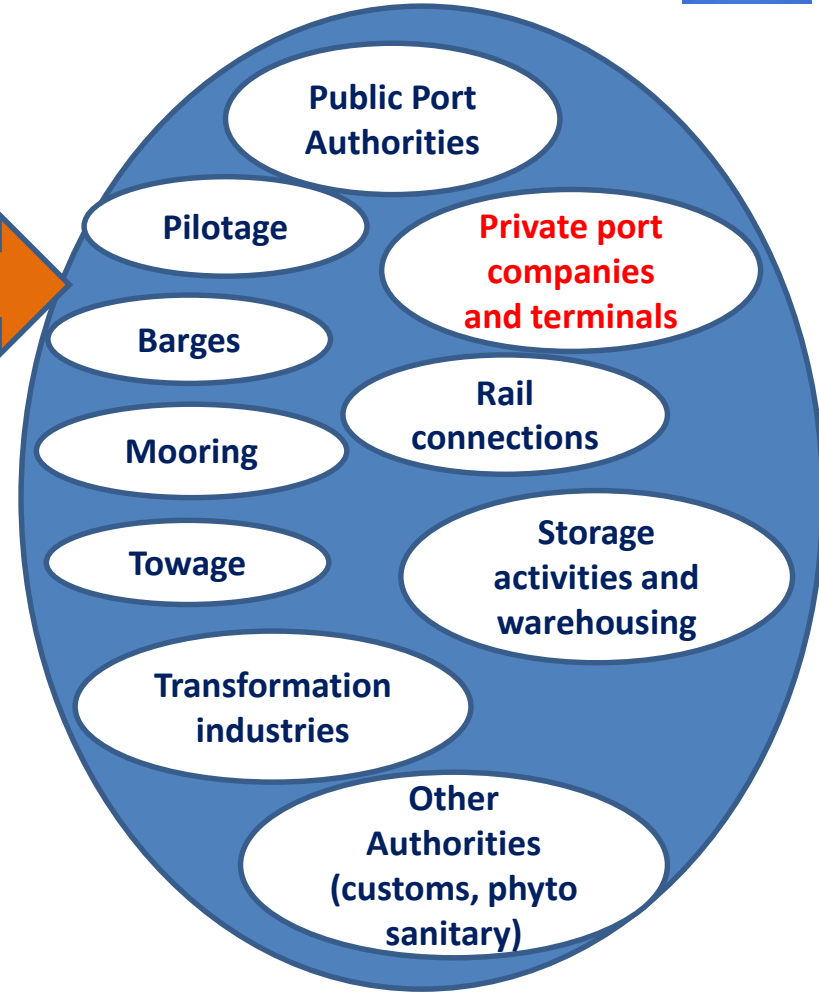 Public Port
Authorities
Pilotage
Private port
companies
and terminals
Barges
Rail
connections
Mooring
Storage
activities and
warehousing
Towage
Transformation
industries
Other
Authorities
(customs, phyto
sanitary)